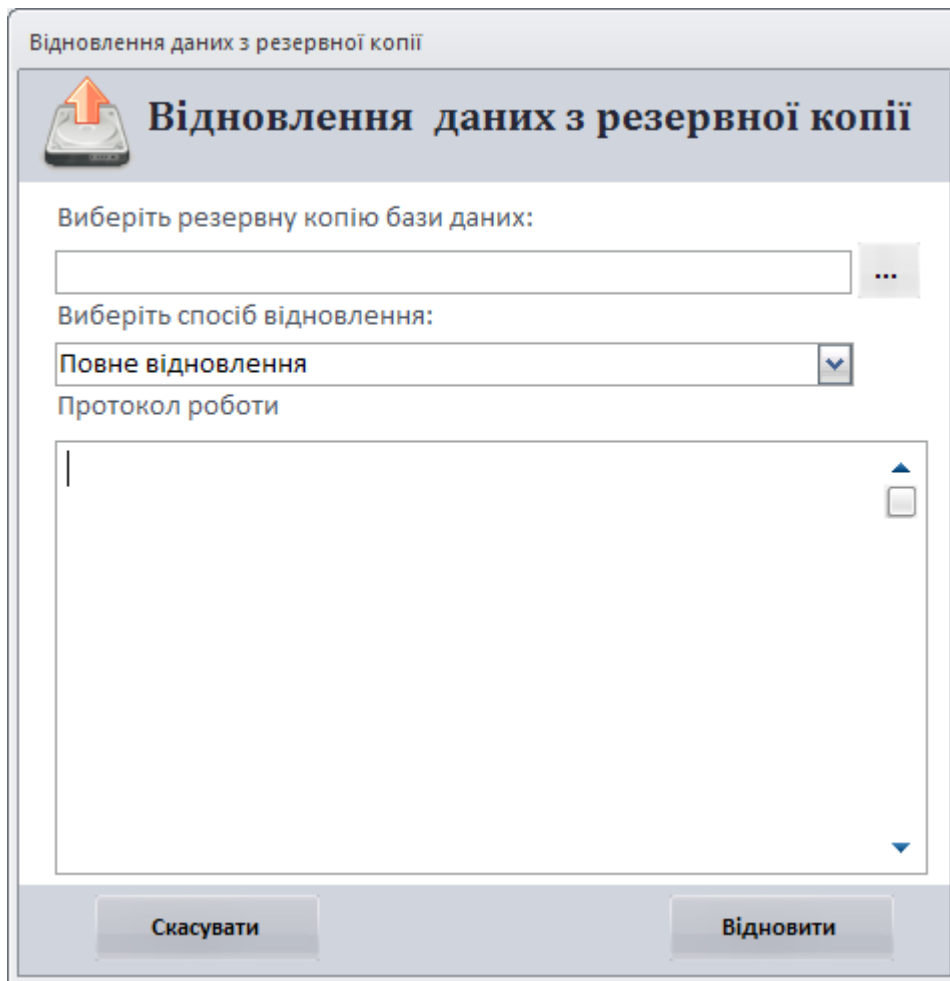 Відновлення даних з резервної копії
Відновлення даних з резервної копії
Виберіть резервну копію бази даних:
...
Виберіть спосіб відновлення:
Повне відновлення
Протокол роботи
Скасувати
Відновити